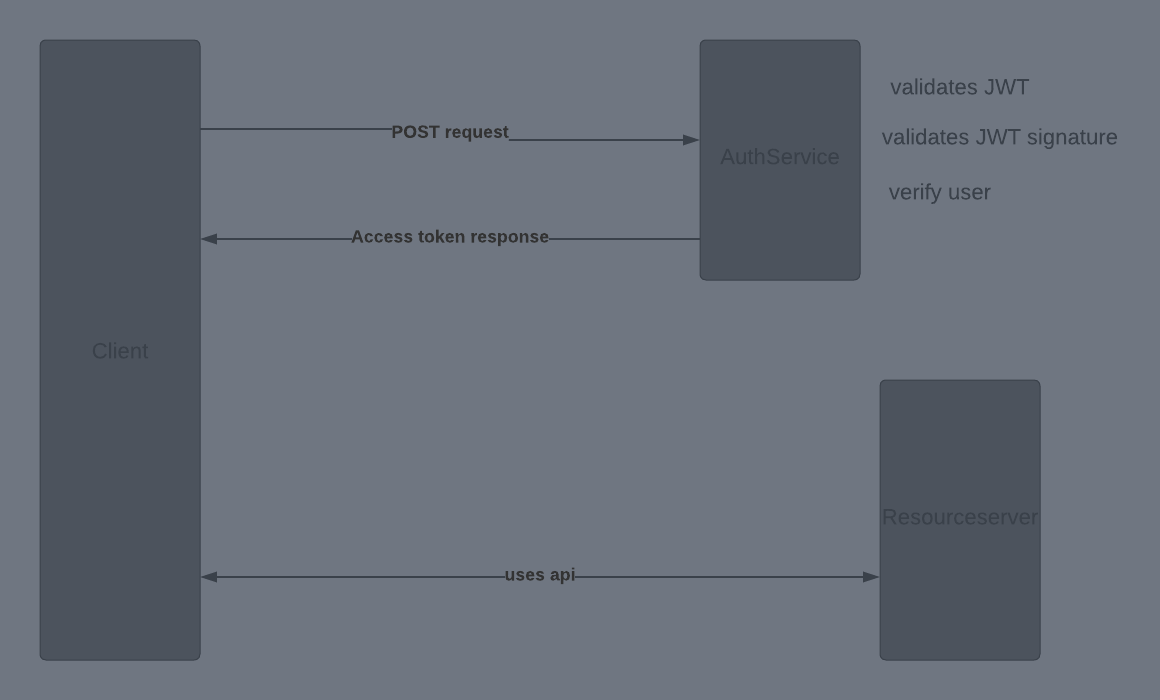 validates JWT
POST request
validates JWT signature
AuthService
verify user
Access token response
Client
Resourceserver
uses api